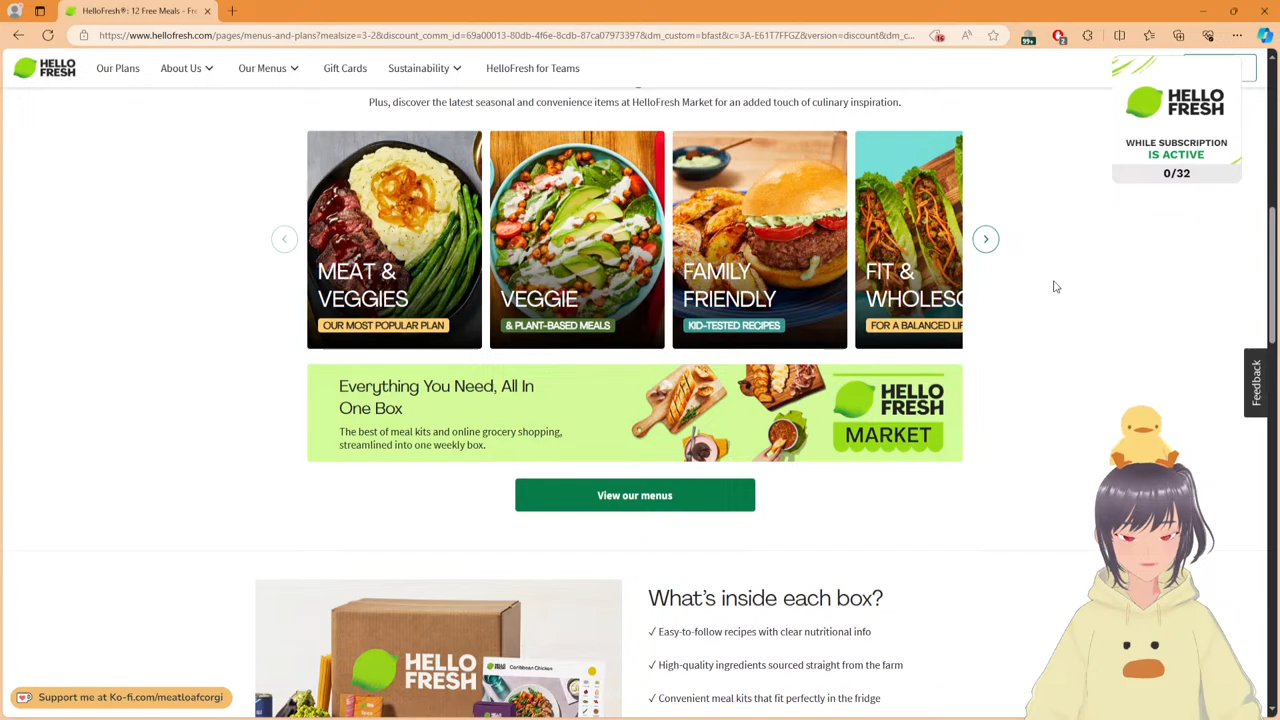 HelloFresh®: 12 Free Meals - Fr
https://www.hellofresh.com/pages/menus-and-plans?mealsize=3-2&discount_comm_id=69a00013-80db-4f6e-8cdb-87ca07973397&dm_custom=bfast&c=3A-E61T7FFGZ&version=discount&dm_c...
16
99+
2
HELLO
FRESH
Our Plans
About Us
Our Menus
Gift Cards
Sustainability
HelloFresh for Teams
HELLO
FRESH
WHILE SUBSCRIPTION
IS ACTIVE
0/32
Plus, discover the latest seasonal and convenience items at HelloFresh Market for an added touch of culinary inspiration.
MEAT &
VEGGIES
OUR MOST POPULAR PLAN
VEGGIE
& PLANT-BASED MEALS
FAMILY
FRIENDLY
KID-TESTED RECIPES
FIT &
WHOLESO
FOR A BALANCED LIF
Feedback
Everything You Need, All In
One Box
The best of meal kits and online grocery shopping,
streamlined into one weekly box.
HELLO
FRESH
MARKET
View our menus
What's inside each box?
✓ Easy-to-follow recipes with clear nutritional info
✓ High-quality ingredients sourced straight from the farm
✓ Convenient meal kits that fit perfectly in the fridge
HELLO
FRESH
Caribbean Chicken
Support me at Ko-fi.com/meatloafcorgi